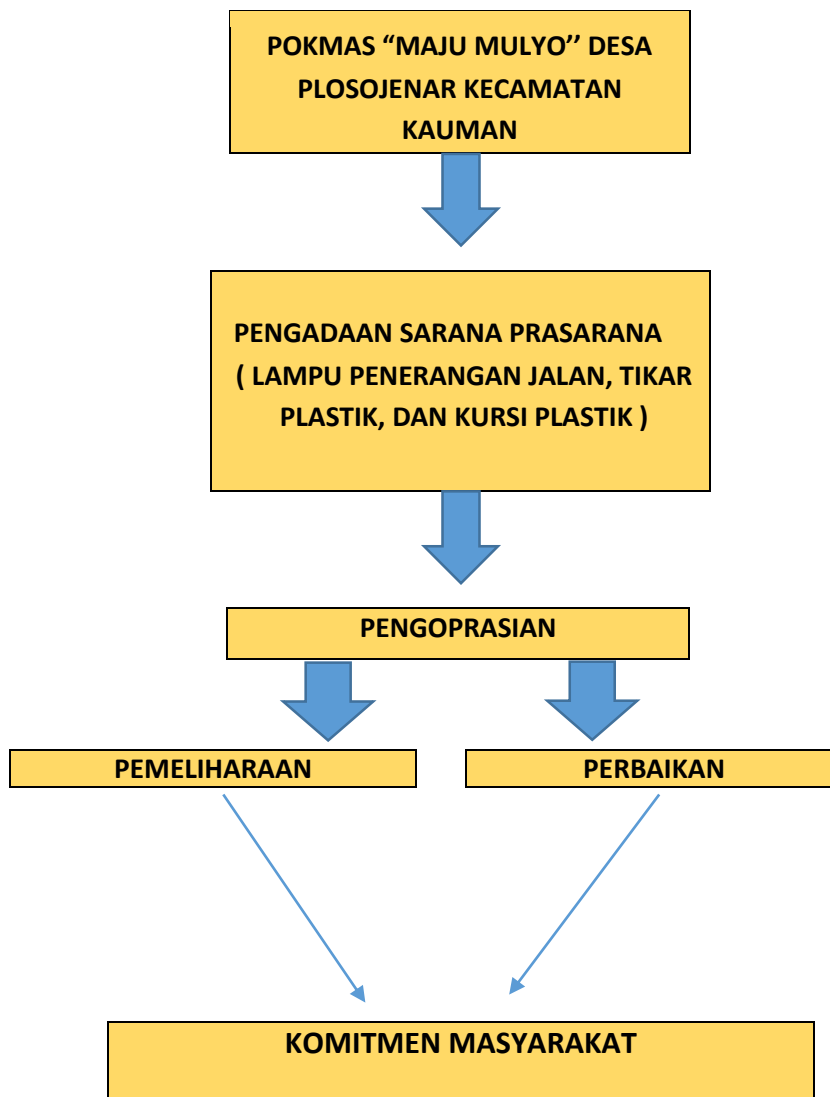 POKMAS “MAJU MULYO’’ DESA
PLOSOJENAR KECAMATAN
KAUMAN
PENGADAAN SARANA PRASARANA
( LAMPU PENERANGAN JALAN, TIKAR
PLASTIK, DAN KURSI PLASTIK )
PENGOPRASIAN
PEMELIHARAAN
PERBAIKAN
KOMITMEN MASYARAKAT